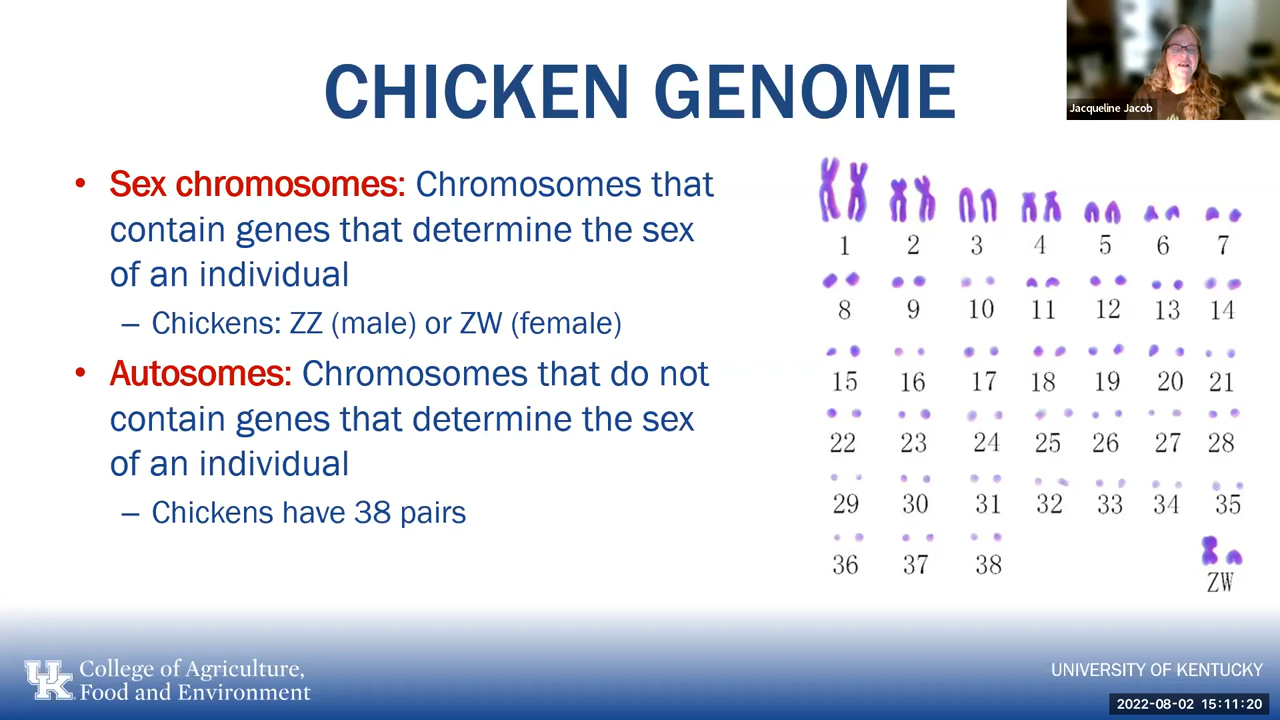 CHICKEN GENOME
Jacqueline Jacob
• Sex chromosomes: Chromosomes that
contain genes that determine the sex
of an individual
– Chickens: ZZ (male) or ZW (female)
• Autosomes: Chromosomes that do not
contain genes that determine the sex
of an individual
– Chickens have 38 pairs
1 2 3 4 5 6 7
8 9 10 11 12 13 14
15 16 17 18 19 20 21
22 23 24 25 26 27 28
29 30 31 32 33 34 35
36 37 38
ZW
UK
College of Agriculture,
Food and Environment
UNIVERSITY OF KENTUCKY
2022-08-02 15:11:20